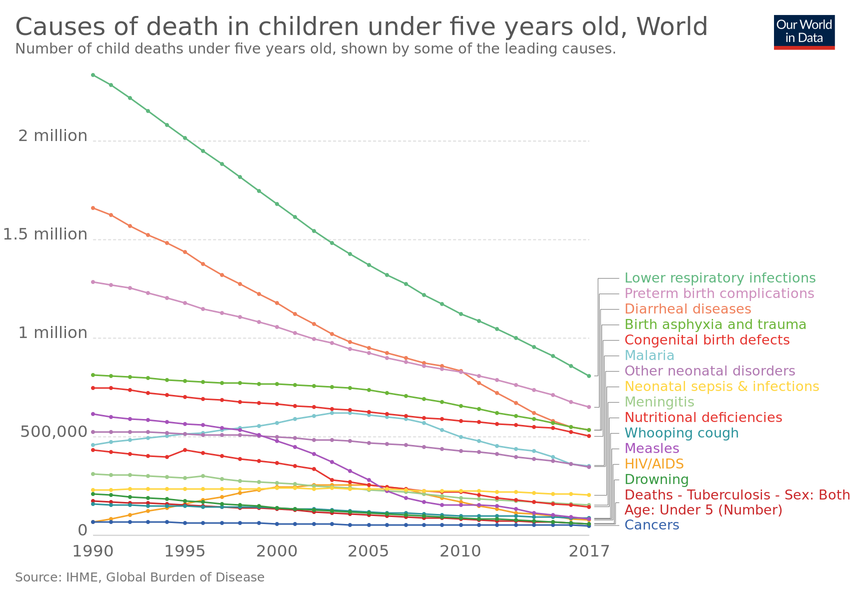 Causes of death in children under five years old, World
Number of child deaths under five years old, shown by some of the leading causes.
Our World
in Data
2 million
1.5 million
1 million
500,000
0
1990
1995
2000
2005
2010
2017
Lower respiratory infections
Preterm birth complications
Diarrheal diseases
Birth asphyxia and trauma
Congenital birth defects
Malaria
Other neonatal disorders
Neonatal sepsis & infections
Meningitis
Nutritional deficiencies
Whooping cough
Measles
HIV/AIDS
Drowning
Deaths - Tuberculosis - Sex: Both
Age: Under 5 (Number)
Cancers
Source: IHME, Global Burden of Disease